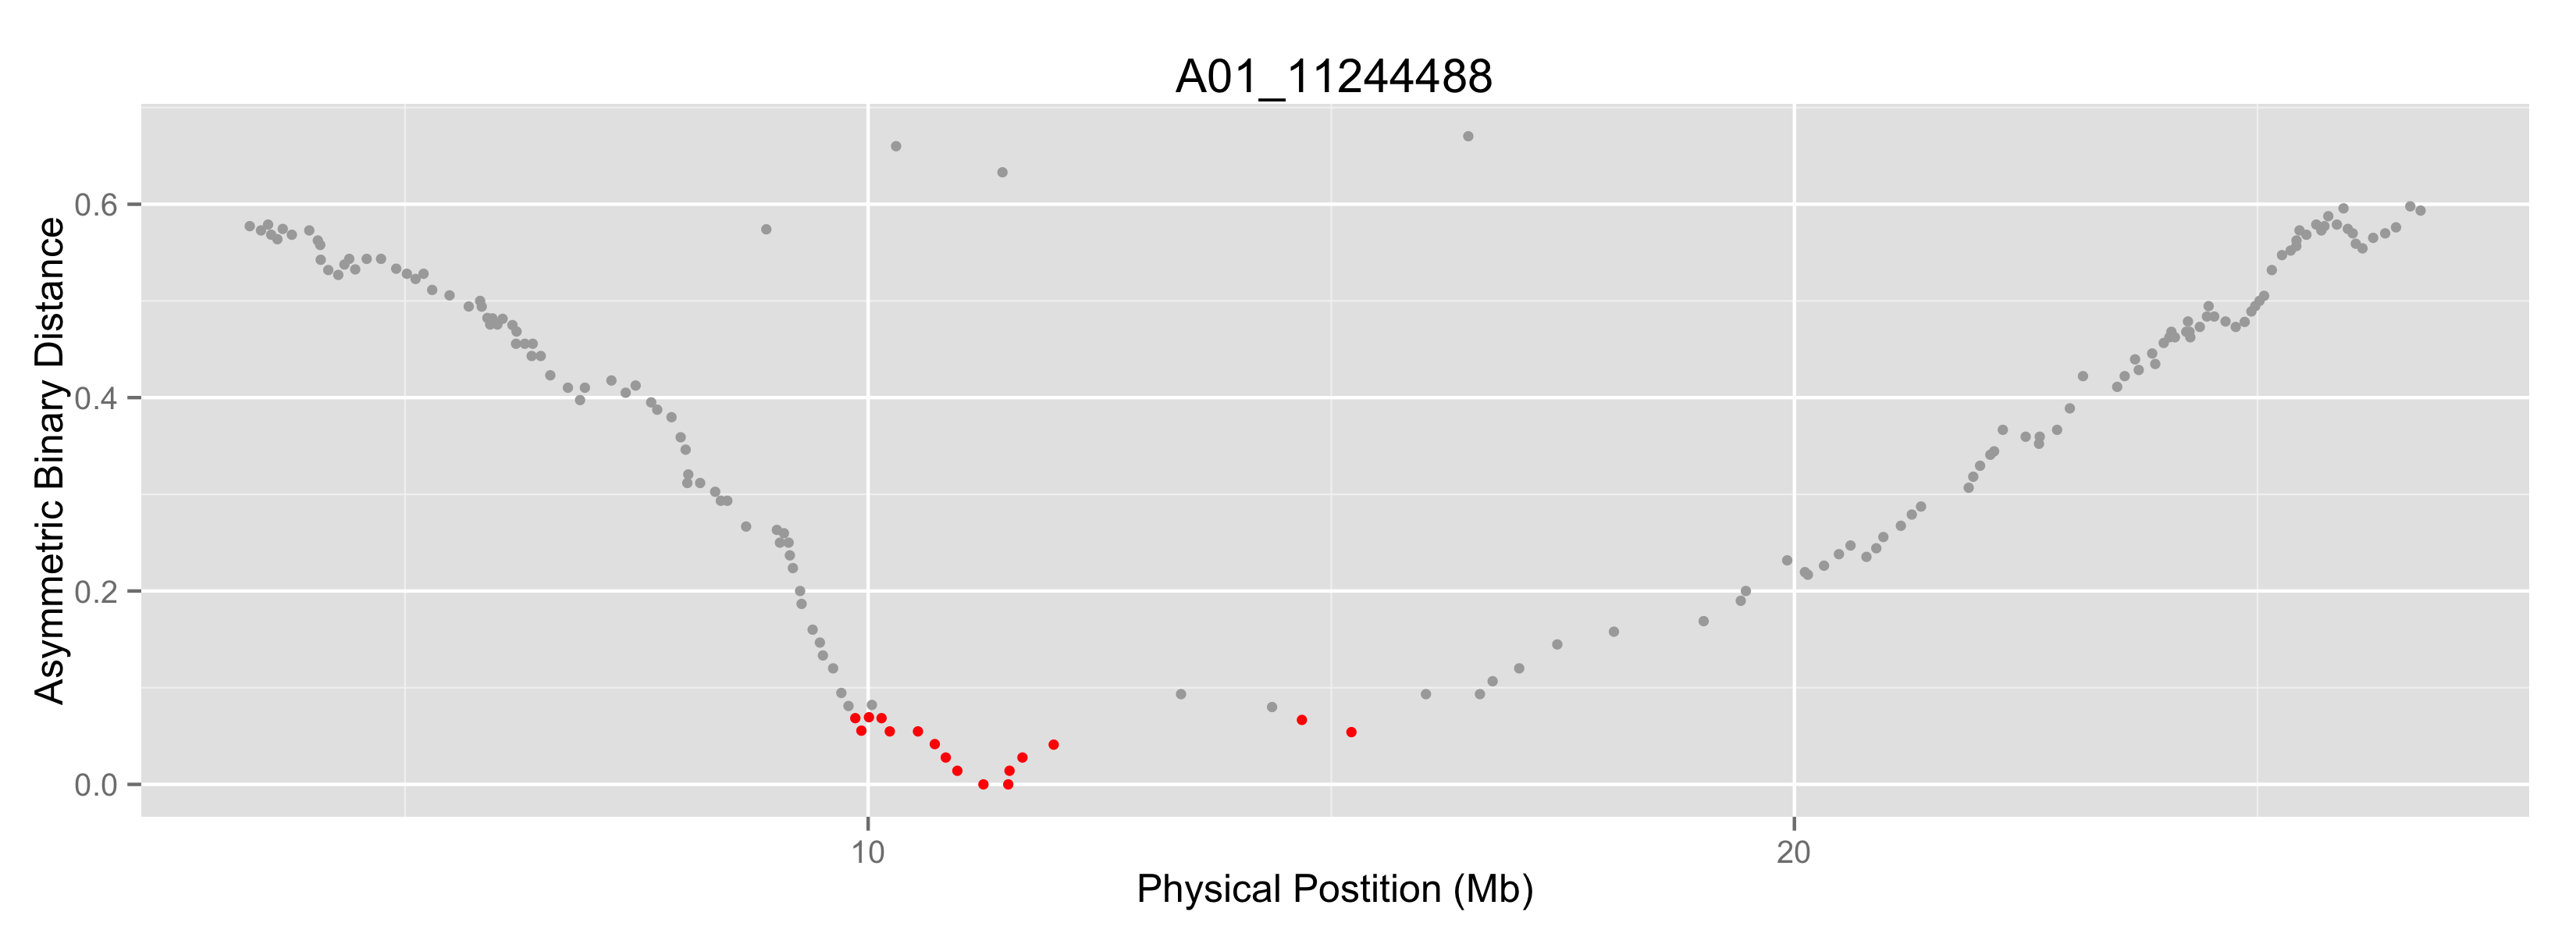 A01_11244488
Asymmetric Binary Distance
0.6
0.4
0.2
0.0
10
20
Physical Postition (Mb)